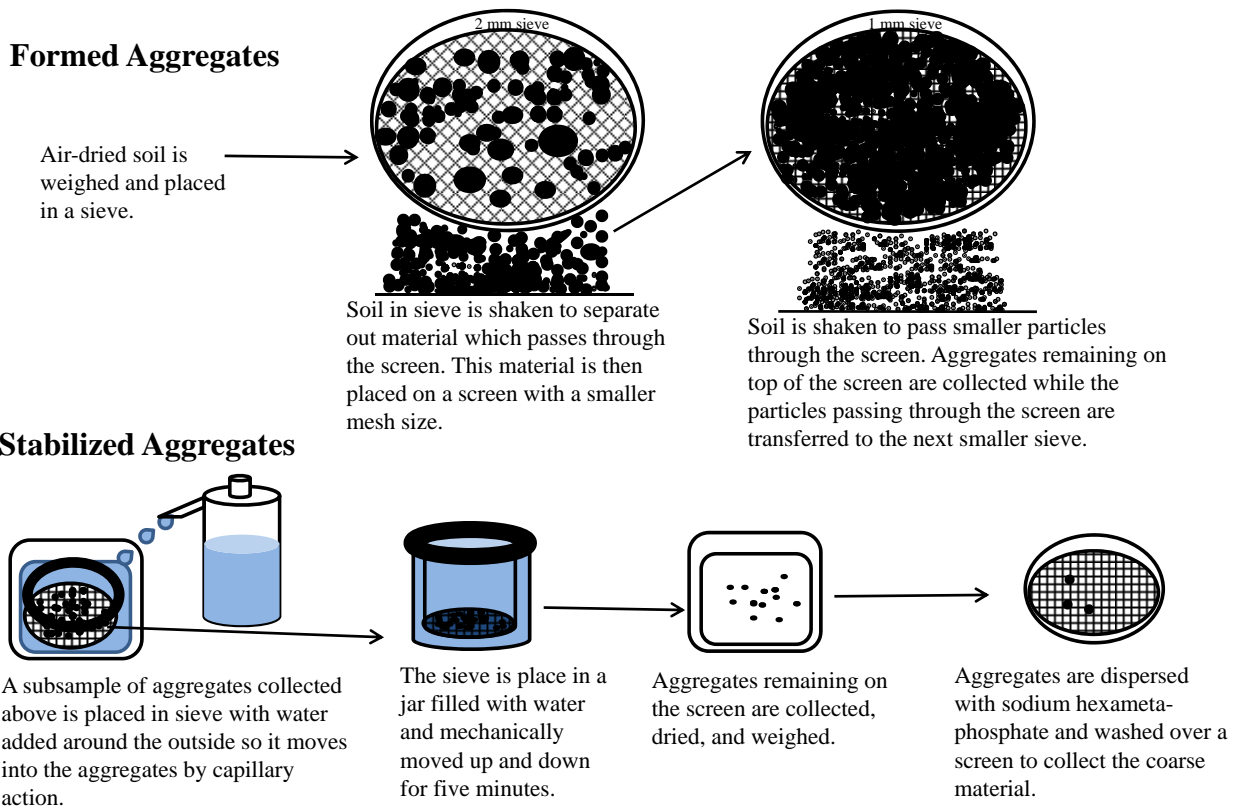 2 mm sieve
1 mm sieve
Formed Aggregates
Air-dried soil is
weighed and placed
in a sieve.
Soil in sieve is shaken to separate
out material which passes through
the screen. This material is then
placed on a screen with a smaller
mesh size.
Soil is shaken to pass smaller particles
through the screen. Aggregates remaining on
top of the screen are collected while the
particles passing through the screen are
transferred to the next smaller sieve.
Stabilized Aggregates
A subsample of aggregates collected
above is placed in sieve with water
added around the outside so it moves
into the aggregates by capillary
action.
The sieve is place in a
jar filled with water
and mechanically
moved up and down
for five minutes.
Aggregates remaining on
the screen are collected,
dried, and weighed.
Aggregates are dispersed
with sodium hexameta-
phosphate and washed over a
screen to collect the coarse
material.